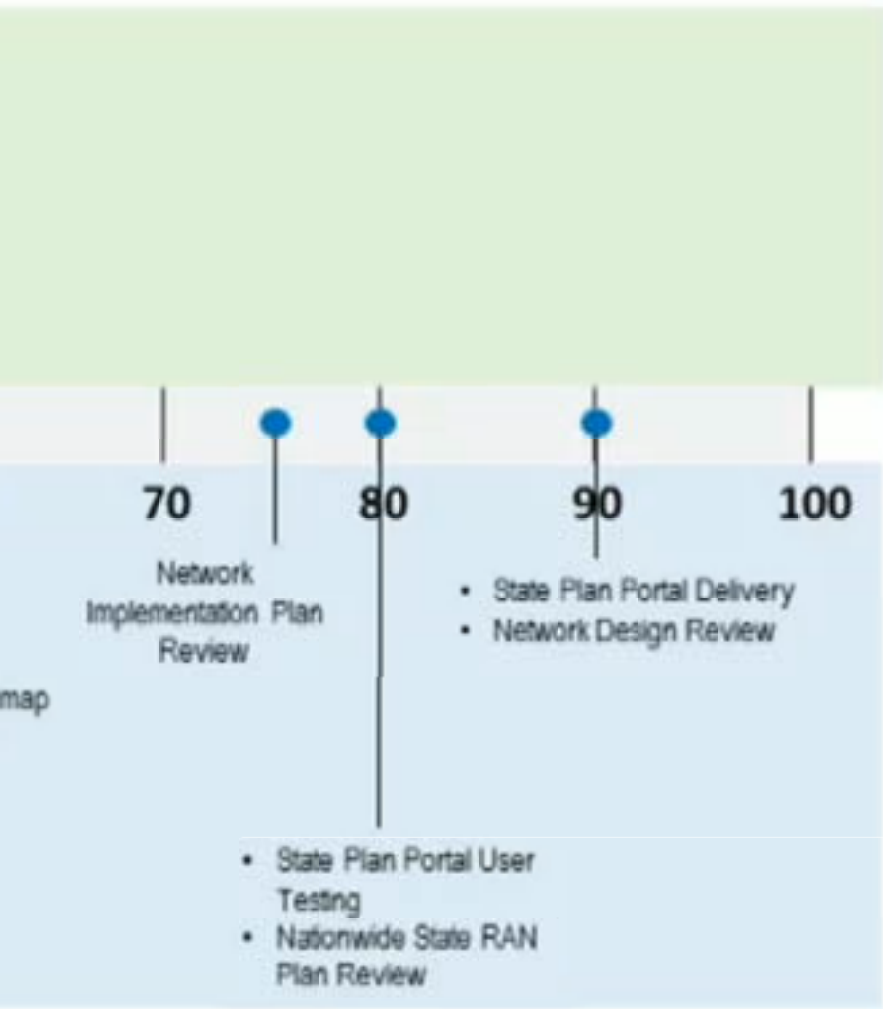 70 80 90 100
Network
Implementation Plan
Review
• State Plan Portal Delivery
• Network Design Review
map
• State Plan Portal User
Testing
• Nationwide State RAN
Plan Review